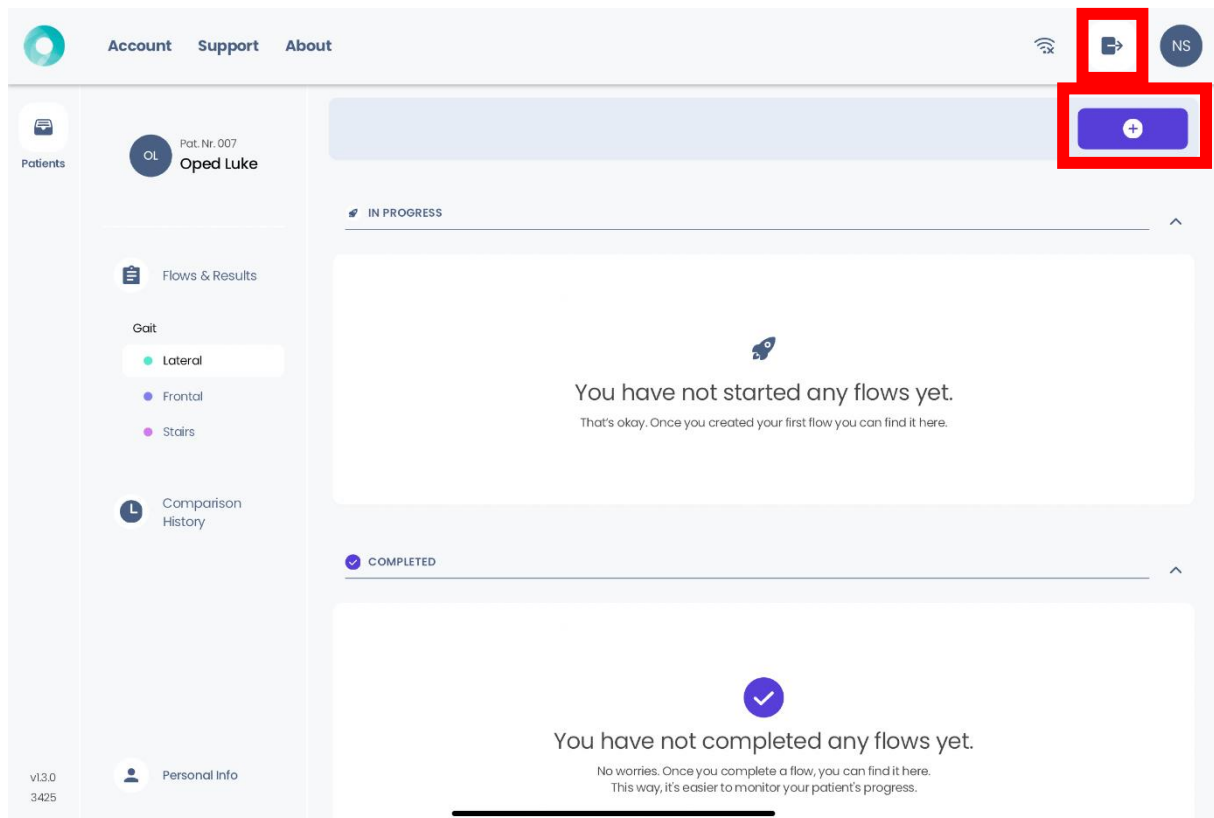 Account Support About
NS
Patients
OL
Pat. Nr. 007
Oped Luke
IN PROGRESS
Flows & Results
Gait
Lateral
Frontal
Stairs
Comparison
History
You have not started any flows yet.
That's okay. Once you created your first flow you can find it here.
COMPLETED
You have not completed any flows yet.
No worries. Once you complete a flow, you can find it here.
This way, it's easier to monitor your patient's progress.
Personal Info
v1.3.0
3425